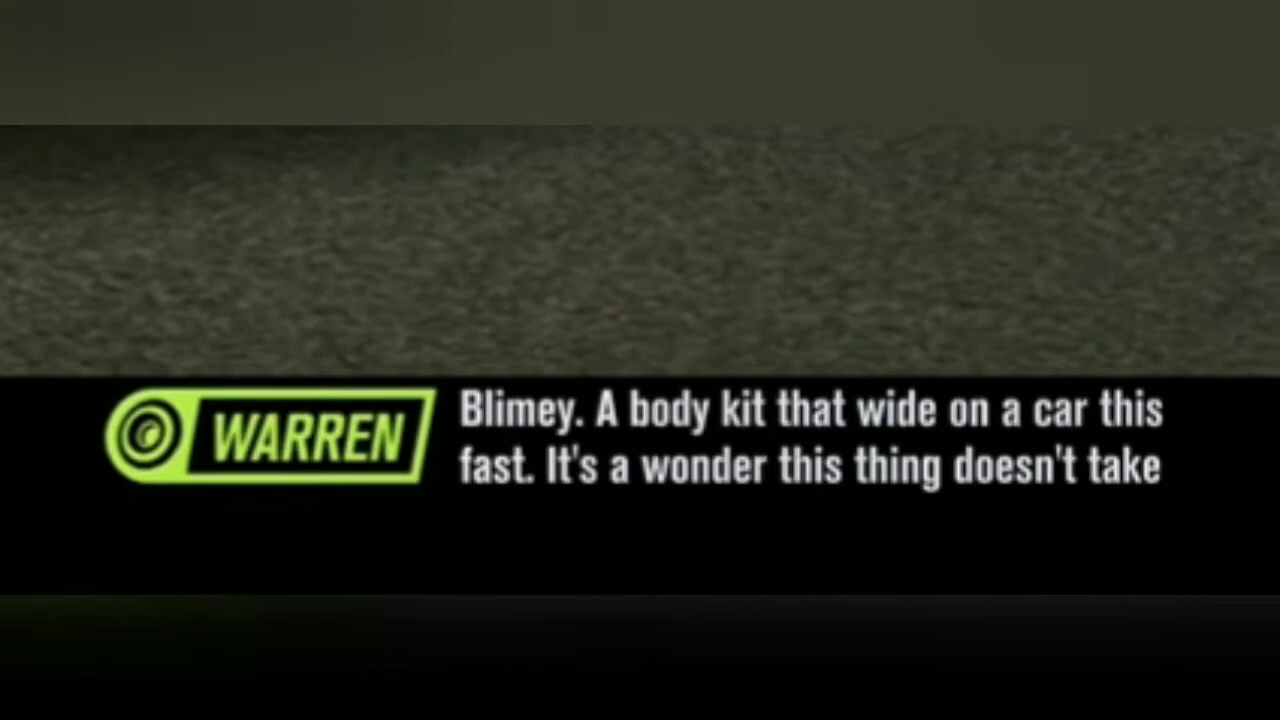 WARREN
Blimey. A body kit that wide on a car this
fast. It's a wonder this thing doesn't take